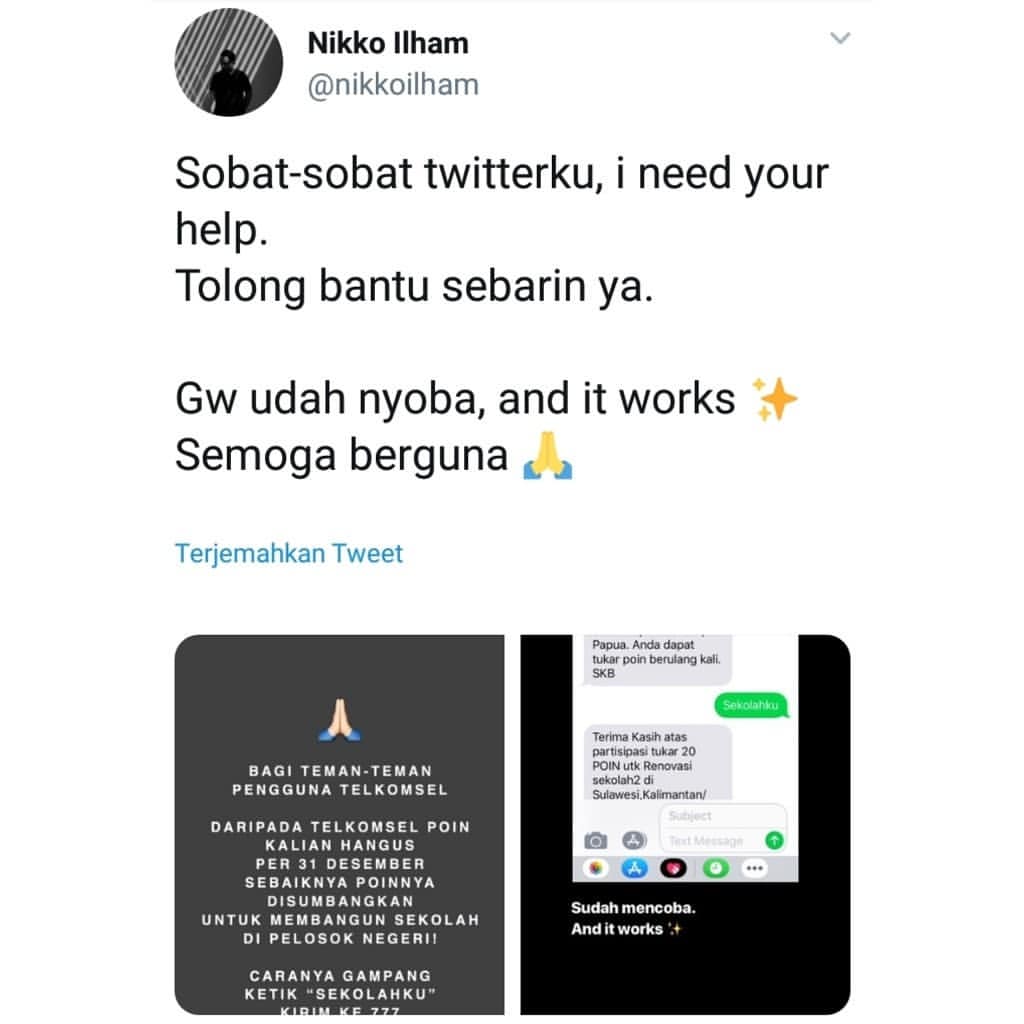 Nikko Ilham
@nikkoilham
Sobat-sobat twitterku, i need your
help.
Tolong bantu sebarin ya.
Gw udah nyoba, and it works ✨
Semoga berguna 🙏
Terjemahkan Tweet
BAGI TEMAN-TEMAN
PENGGUNA TELKOMSEL
DARIPADA TELKOMSEL POIN
KALIAN HANGUS
PER 31 DESEMBER
SEBAIKNYA POINNYA
DISUMBANGKAN
UNTUK MEMBANGUN SEKOLAH
DI PELOSOK NEGERI!
CARANYA GAMPANG
KETIK "SEKOLAHKU"
KIRIM KE 777
Papua. Anda dapat
tukar poin berulang kali.
SKB
Sekolahku
Terima Kasih atas
partisipasi tukar 20
POIN utk Renovasi
sekolah2 di
Sulawesi,Kalimantan/
Subject
Text Message
Sudah mencoba.
And it works ✨